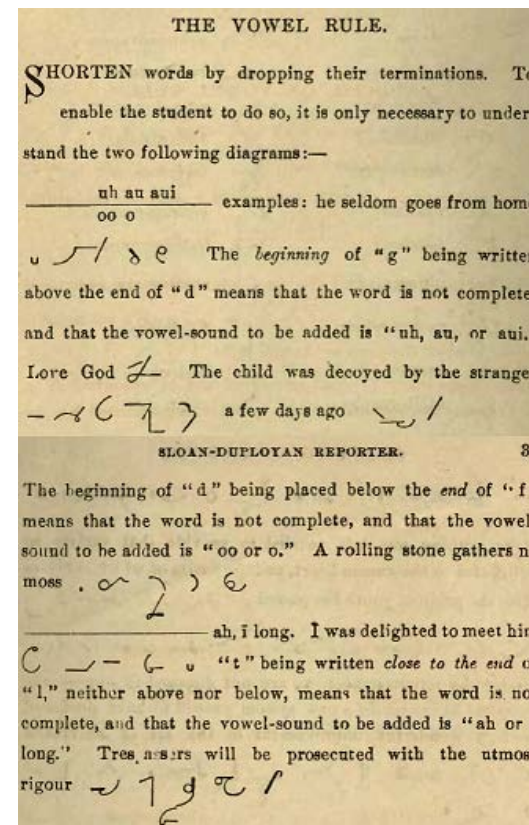 THE VOWEL RULE.
SHORTEN words by dropping their terminations. To
enable the student to do so, it is only necessary to under
stand the two following diagrams:—
uh au aui
oo o
examples: he seldom goes from hom
The beginning of "g" being writte
above the end of "d" means that the word is not complete
and that the vowel-sound to be added is "uh, au, or aui.
Love God The child was decoyed by the strange
a few days ago
SLOAN-DUPLOYAN REPORTER. 3
The beginning of "d" being placed below the end of "f
means that the word is not complete, and that the vowel
sound to be added is "oo or o." A rolling stone gathers n
moss
ah, ī long. I was delighted to meet him
"t" being written close to the end o
"l," neither above nor below, means that the word is no
complete, and that the vowel-sound to be added is "ah or
long." Tres assers will be prosecuted with the utmos
rigour